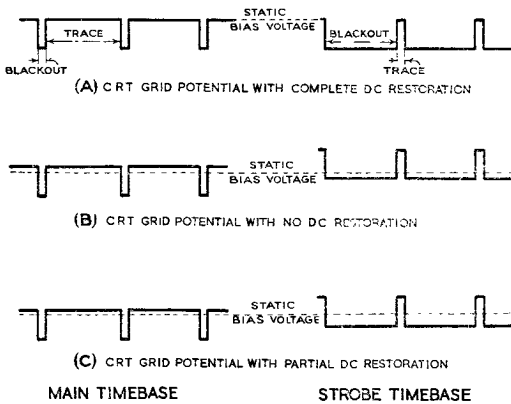 STATIC
BIAS VOLTAGE
TRACE
BLACKOUT
BLACKOUT
TRACE
(A) CRT GRID POTENTIAL WITH COMPLETE DC RESTORATION
STATIC
BIAS VOLTAGE
(B) CRT GRID POTENTIAL WITH NO DC RESTORATION
STATIC
BIAS VOLTAGE
(C) CRT GRID POTENTIAL WITH PARTIAL DC RESTORATION
MAIN TIMEBASE
STROBE TIMEBASE